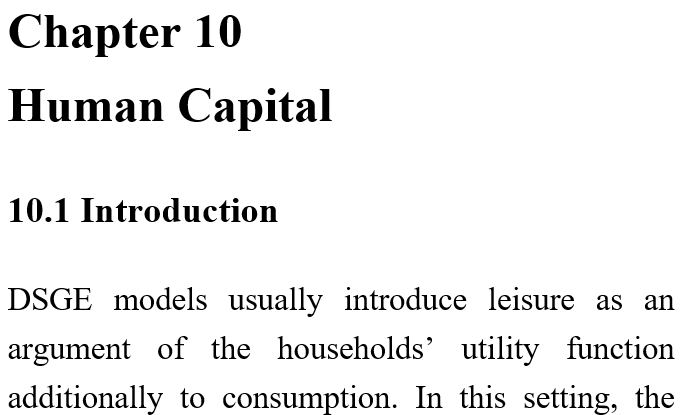 Chapter 10
Human Capital
10.1 Introduction
DSGE models usually introduce leisure as an
argument of the households’ utility function
additionally to consumption. In this setting, the